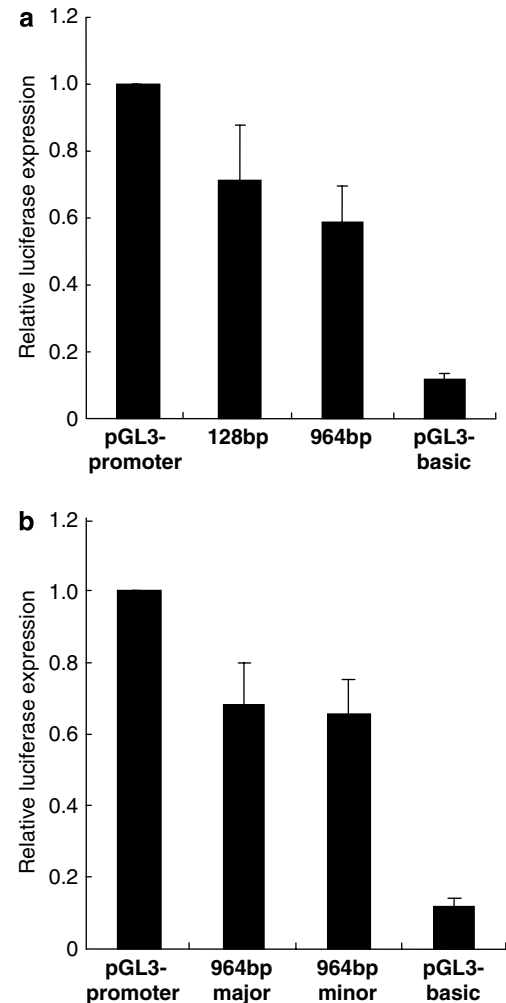 a
Relative luciferase expression
1.2
1.0
0.8
0.6
0.4
0.2
0
pGL3-
promoter
128bp
964bp
pGL3-
basic
b
Relative luciferase expression
1.2
1.0
0.8
0.6
0.4
0.2
0
pGL3-
promoter
964bp
major
964bp
minor
pGL3-
basic